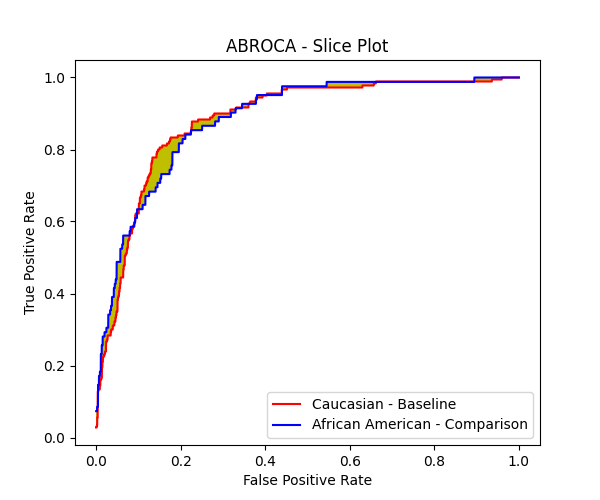 ABROCA - Slice Plot
True Positive Rate
1.0
0.8
0.6
0.4
0.2
0.0
Caucasian - Baseline
African American - Comparison
0.0 0.2 0.4 0.6 0.8 1.0
False Positive Rate